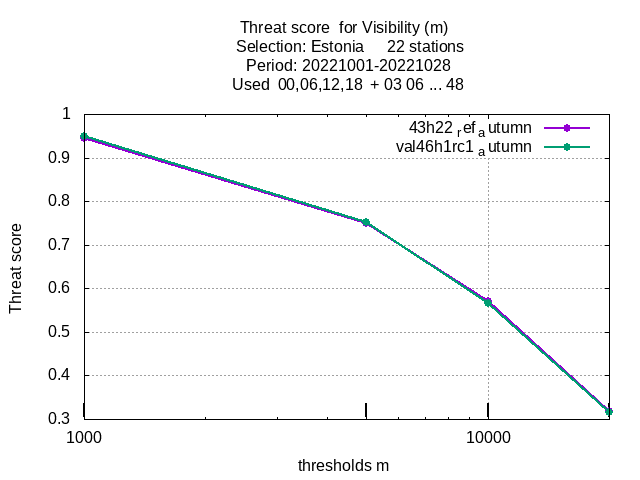 Threat score for Visibility (m)
Selection: Estonia 22 stations
Period: 20221001-20221028
Used 00,06,12,18 + 03 06 ... 48
1
0.9
0.8
0.7
0.6
0.5
0.4
0.3
Threat score
43h22 ref a utumn
val46h1rc1 a utumn
1000
10000
thresholds m